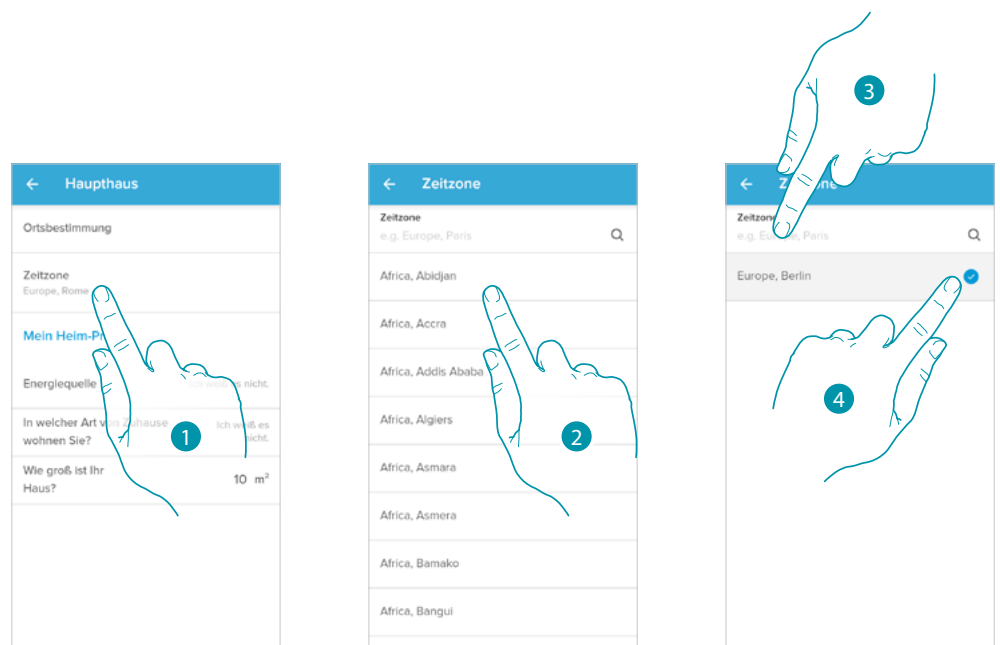 Haupthaus
Ortsbestimmung
Zeitzone
Europe, Rome
Mein Heim-Pr
Energiequelle
es nicht.
In welcher Art von Zuhause
wohnen Sie?
Ich weiß es
nicht.
Wie groß ist Ihr
Haus?
10 m²
1
Zeitzone
Zeitzone
e.g. Europe, Paris
Africa, Abidjan
Africa, Accra
Africa, Addis Ababa
Africa, Algiers
Africa, Asmara
Africa, Asmera
Africa, Bamako
Africa, Bangui
2
3
Zeitzone
Zeitzone
e.g. Europe, Paris
Europe, Berlin
4